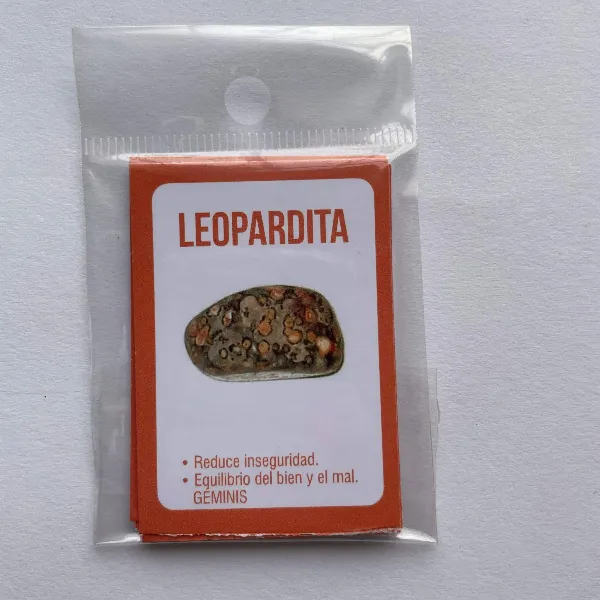 LEOPARDITA
• Reduce inseguridad.
• Equilibrio del bien y el mal.
GÉMINIS